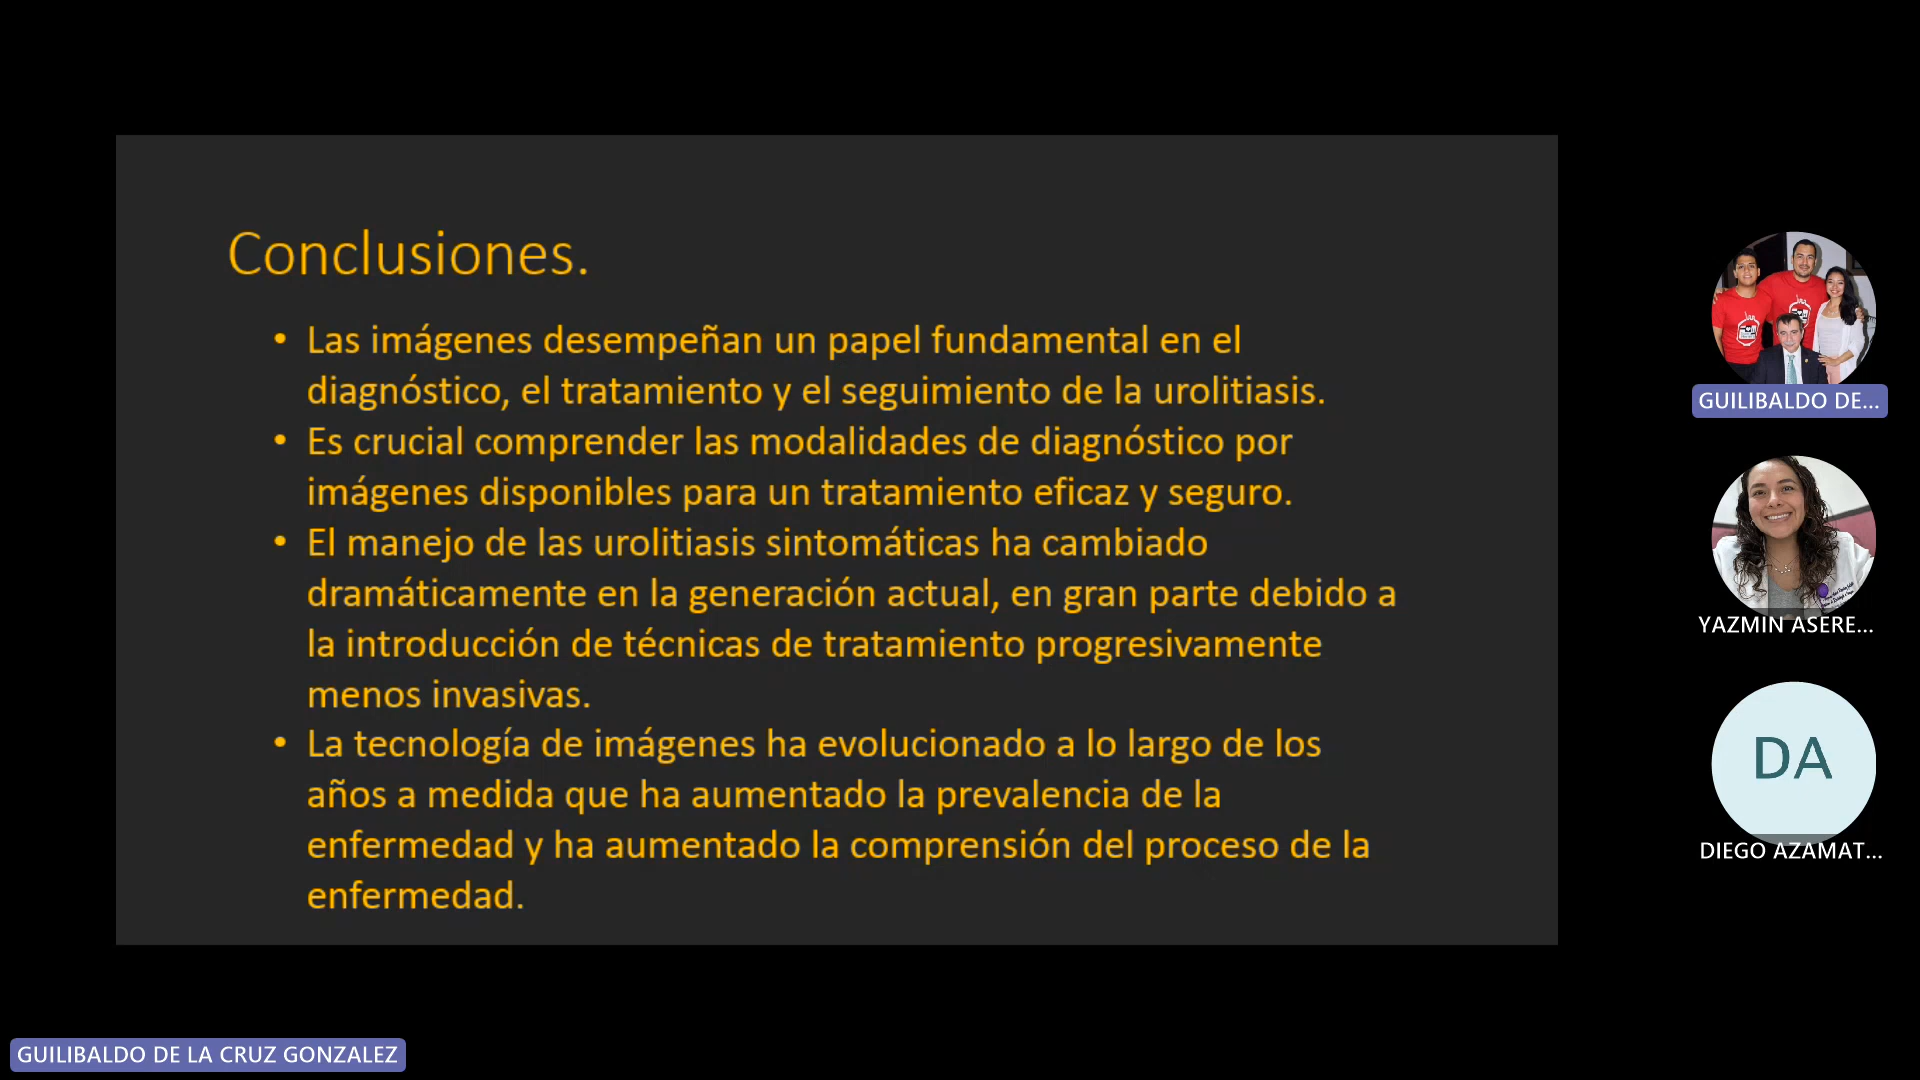 Conclusiones.
• Las imágenes desempeñan un papel fundamental en el
diagnóstico, el tratamiento y el seguimiento de la urolitiasis.
• Es crucial comprender las modalidades de diagnóstico por
imágenes disponibles para un tratamiento eficaz y seguro.
• El manejo de las urolitiasis sintomáticas ha cambiado
dramáticamente en la generación actual, en gran parte debido a
la introducción de técnicas de tratamiento progresivamente
menos invasivas.
• La tecnología de imágenes ha evolucionado a lo largo de los
años a medida que ha aumentado la prevalencia de la
enfermedad y ha aumentado la comprensión del proceso de la
enfermedad.
GUILIBALDO DE...
YAZMIN ASERE...
DA
DIEGO AZAMAT...
GUILIBALDO DE LA CRUZ GONZALEZ